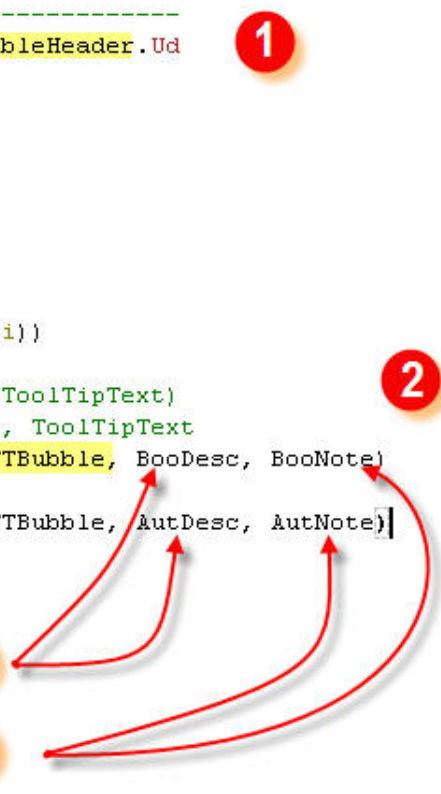 ------------
bleHeader.Ud
1
i))
2
ToolTipText)
, ToolTipText
TBubble, BooDesc, BooNote)
TBubble, AutDesc, AutNote)